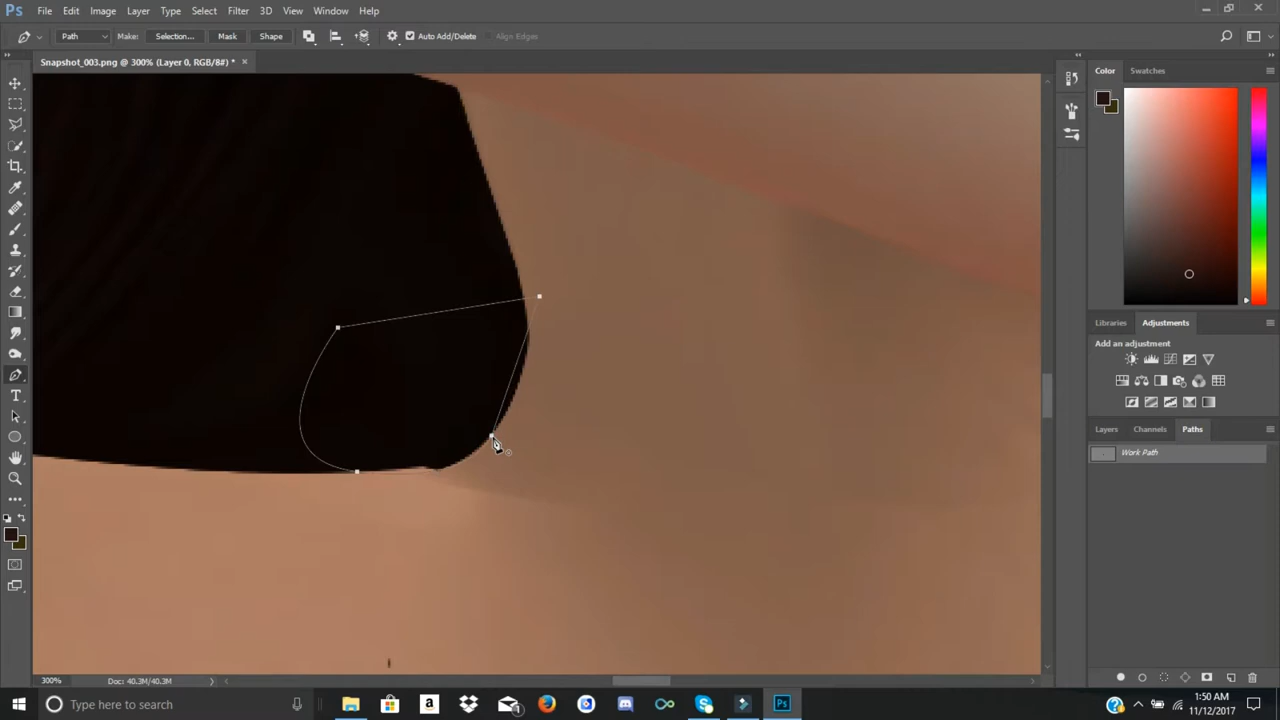 Ps File Edit Image Layer Type Select Filter 3D View Window Help
Path Make: Selection... Mask Shape Auto Add/Delete Align Edges
Snapshot_003.png @ 300% (Layer 0, RGB/8#) *
Color Swatches
Libraries Adjustments
Add an adjustment
Layers Channels Paths
Work Path
300% Doc: 40.3M/40.3M
Type here to search
1:50 AM
11/12/2017